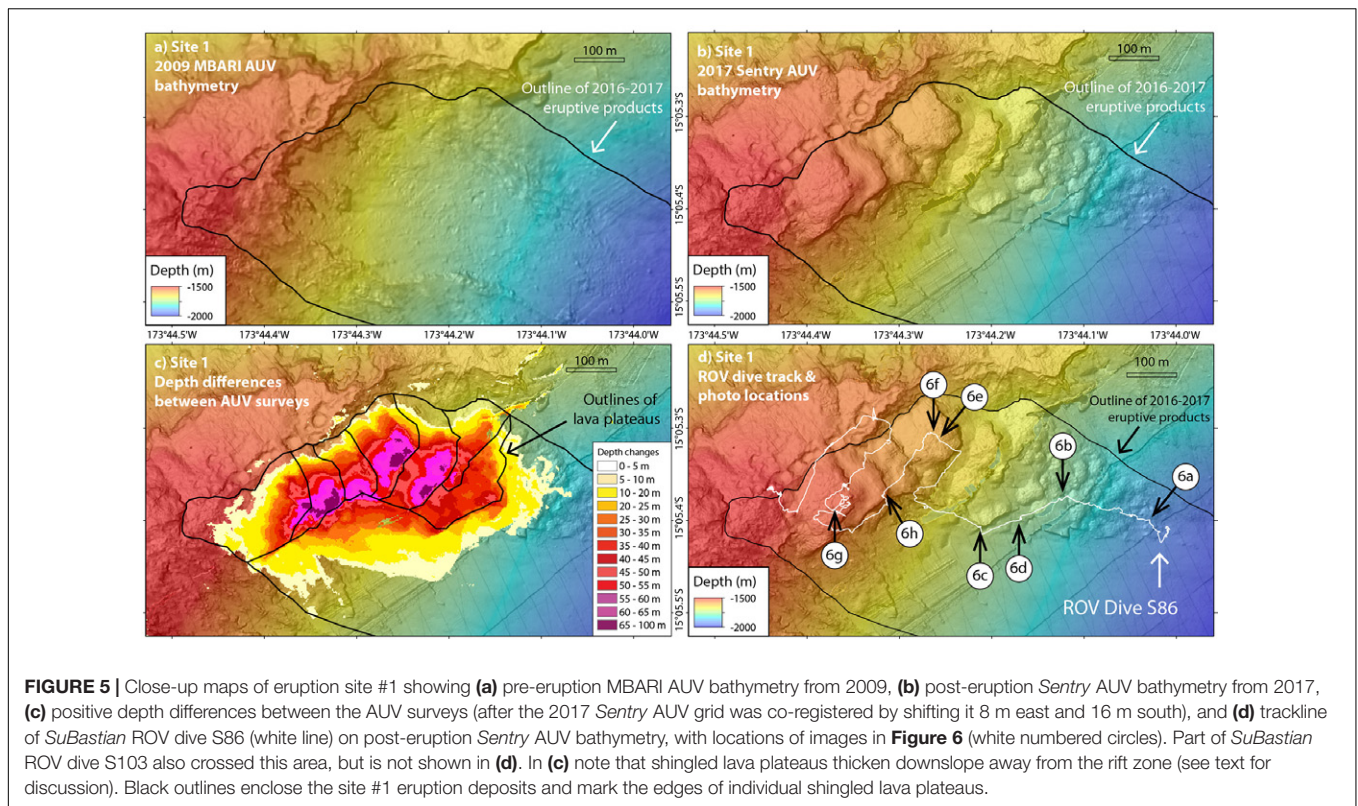 a) Site 1
2009 MBARI AUV
bathymetry
100 m
Outline of 2016-2017
eruptive products
Depth (m)
-1500
-2000
15°05.3'S
15°05.4'S
15°05.5'S
b) Site 1
2017 Sentry AUV
bathymetry
100 m
Outline of 2016-2017
eruptive products
Depth (m)
-1500
-2000
173°44.5'W
173°44.4'W
173°44.3'W
173°44.2'W
173°44.1'W
173°44.0'W
173°44.5'W
173°44.4'W
173°44.3'W
173°44.2'W
173°44.1'W
173°44.0'W
c) Site 1
Depth differences
between AUV surveys
100 m
Outlines of
lava plateaus
Depth changes
0 - 5 m
5 - 10 m
10 - 20 m
20 - 25 m
25 - 30 m
30 - 35 m
35 - 40 m
40 - 45 m
45 - 50 m
50 - 55 m
55 - 60 m
60 - 65 m
65 - 100 m
15°05.3'S
15°05.4'S
15°05.5'S
d) Site 1
ROV dive track &
photo locations
100 m
6f
6e
Outline of 2016-2017
eruptive products
6b
6a
6g
6h
6c
6d
ROV Dive S86
Depth (m)
-1500
-2000
FIGURE 5 | Close-up maps of eruption site #1 showing (a) pre-eruption MBARI AUV bathymetry from 2009, (b) post-eruption Sentry AUV bathymetry from 2017,
(c) positive depth differences between the AUV surveys (after the 2017 Sentry AUV grid was co-registered by shifting it 8 m east and 16 m south), and (d) trackline
of SuBastian ROV dive S86 (white line) on post-eruption Sentry AUV bathymetry, with locations of images in Figure 6 (white numbered circles). Part of SuBastian
ROV dive S103 also crossed this area, but is not shown in (d). In (c) note that shingled lava plateaus thicken downslope away from the rift zone (see text for
discussion). Black outlines enclose the site #1 eruption deposits and mark the edges of individual shingled lava plateaus.